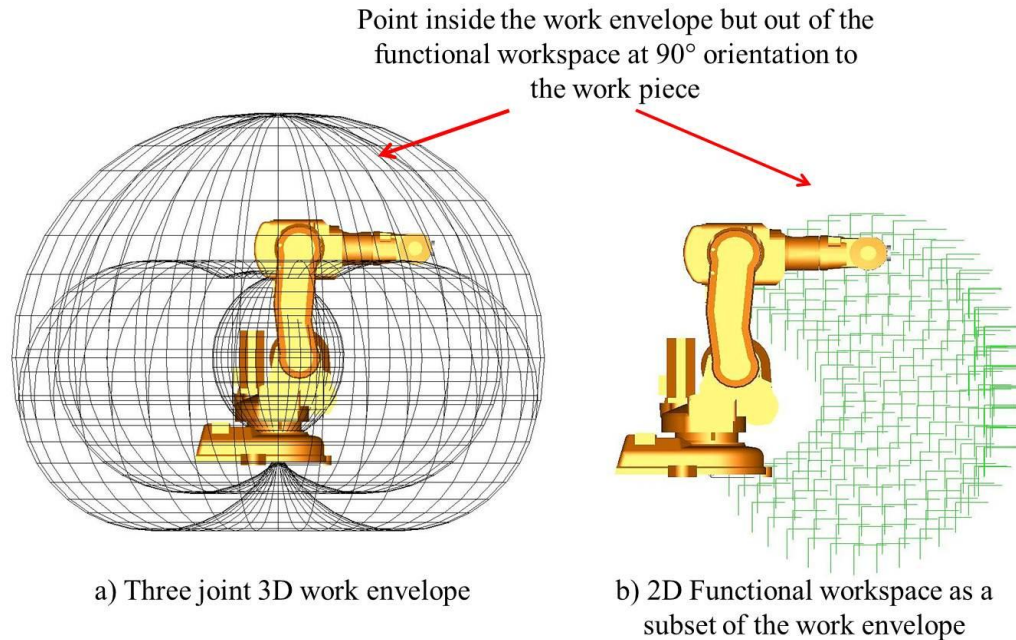 Point inside the work envelope but out of the
functional workspace at 90° orientation to
the work piece
a) Three joint 3D work envelope
b) 2D Functional workspace as a
subset of the work envelope